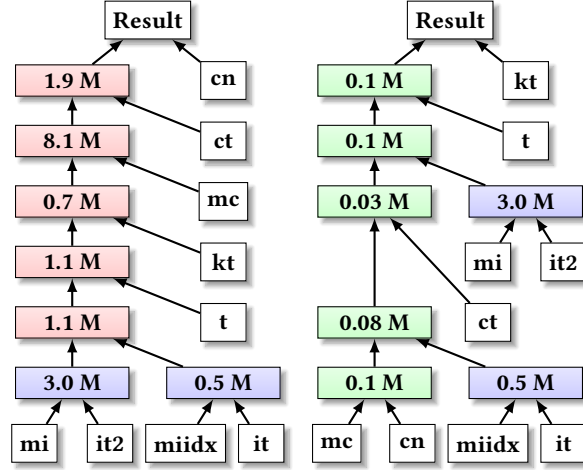 Result
Result
1.9 M
cn
0.1 M
kt
8.1 M
ct
0.1 M
t
0.7 M
mc
0.03 M
3.0 M
1.1 M
kt
mi
it2
1.1 M
t
0.08 M
ct
3.0 M
0.5 M
0.1 M
0.5 M
mi
it2
miidx
it
mc
cn
miidx
it